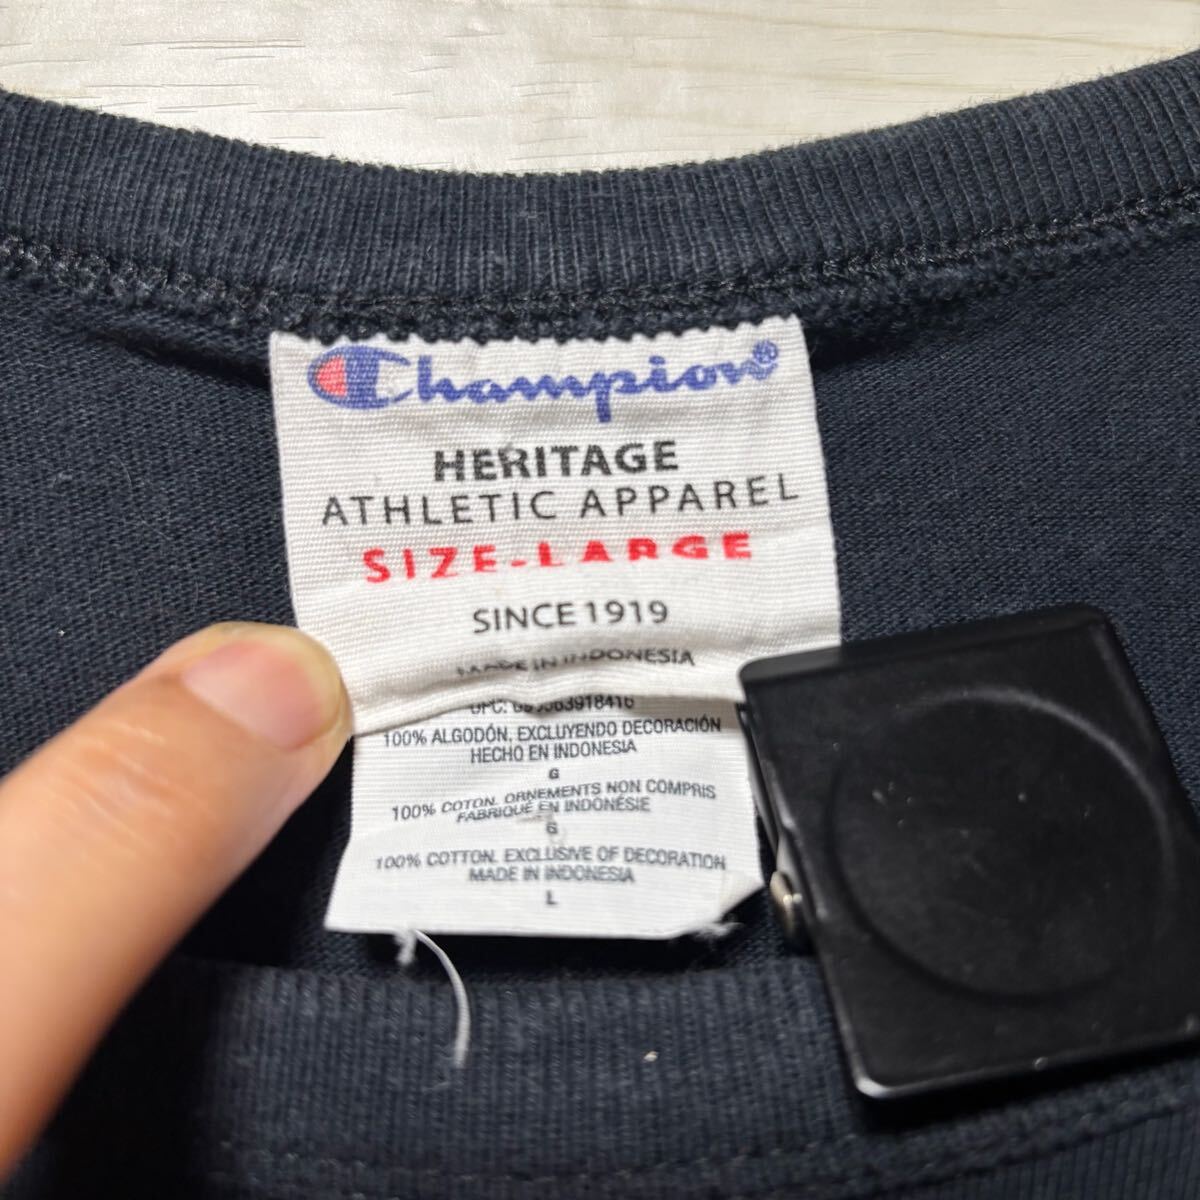 Champion®
HERITAGE
ATHLETIC APPAREL
SIZE-LARGE
SINCE 1919
MADE IN INDONESIA
UPC:
100% ALGODÓN, EXCLUYENDO DECORACIÓN
HECHO EN INDONESIA
G
100% COTON. ORNEMENTS NON COMPRIS
FABRIQUÉ EN INDONÉSIE
G
100% COTTON. EXCLUSIVE OF DECORATION
MADE IN INDONESIA
L